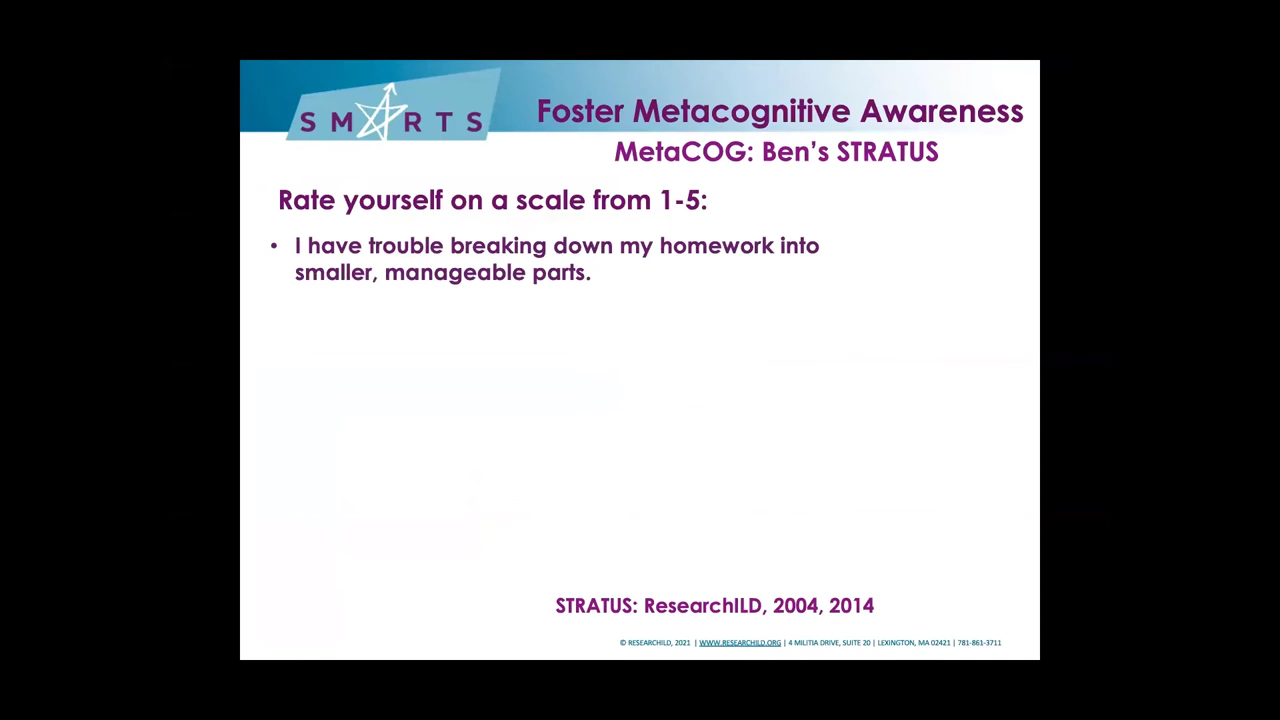 SMARTS
Foster Metacognitive Awareness
MetaCOG: Ben's STRATUS
Rate yourself on a scale from 1-5:
• I have trouble breaking down my homework into
smaller, manageable parts.
STRATUS: ResearchILD, 2004, 2014
© RESEARCHILD, 2021 | WWW.RESEARCHILD.ORG | 4 MILITIA DRIVE, SUITE 20 | LEXINGTON, MA 02421 | 781-861-3711